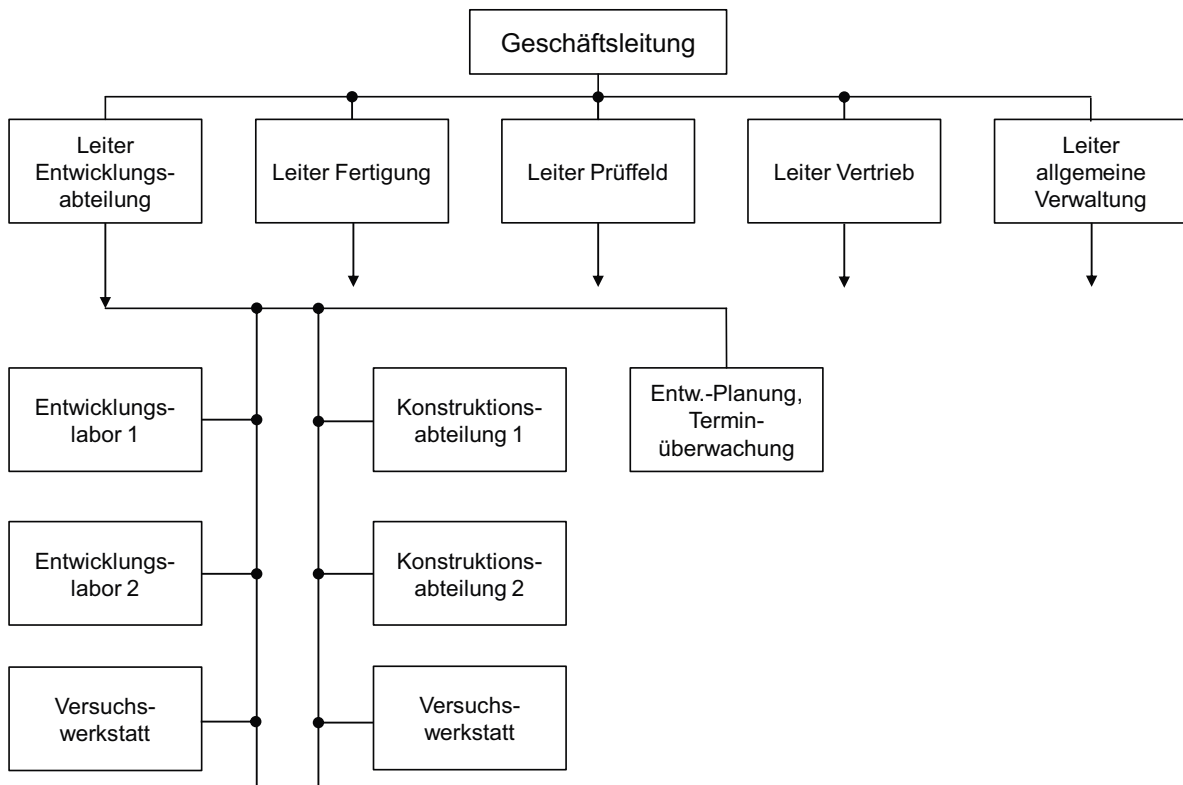 Geschäftsleitung
Leiter
Entwicklungs-
abteilung
Leiter Fertigung
Leiter Prüffeld
Leiter Vertrieb
Leiter
allgemeine
Verwaltung
Entwicklungs-
labor 1
Konstruktions-
abteilung 1
Entw.-Planung,
Termin-
überwachung
Entwicklungs-
labor 2
Konstruktions-
abteilung 2
Versuchs-
werkstatt
Versuchs-
werkstatt